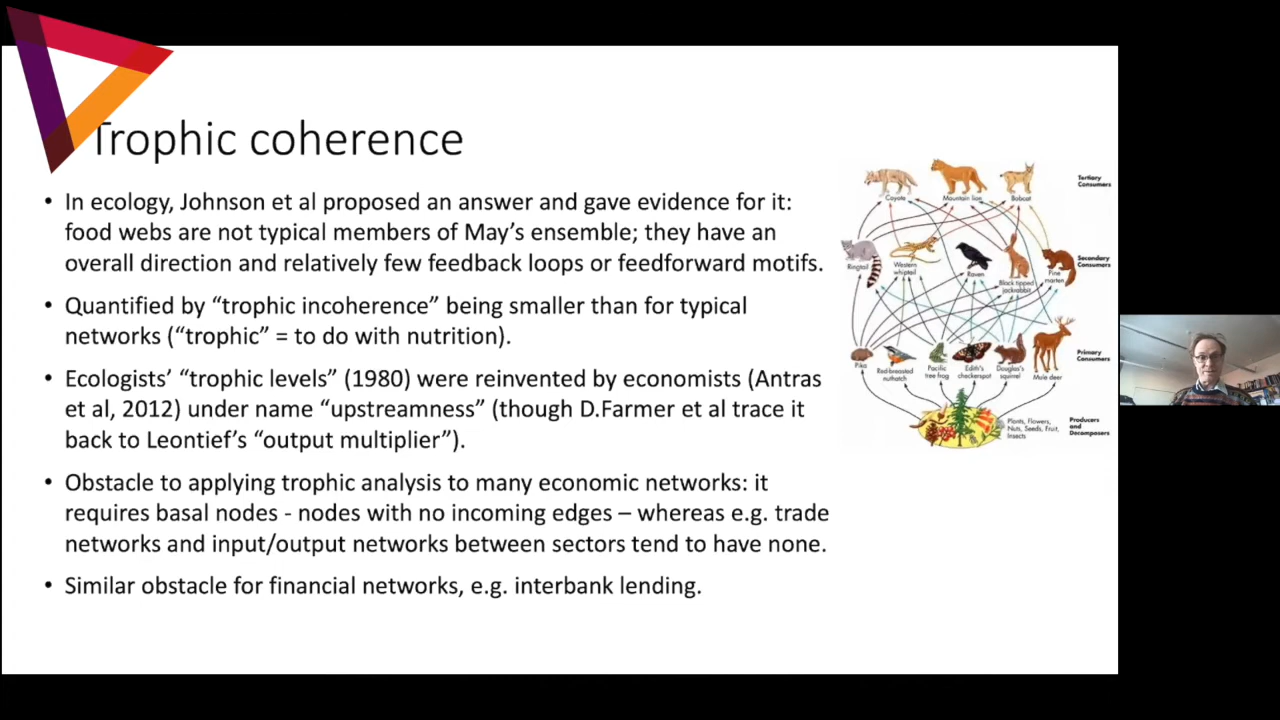 Trophic coherence
• In ecology, Johnson et al proposed an answer and gave evidence for it:
food webs are not typical members of May’s ensemble; they have an
overall direction and relatively few feedback loops or feedforward motifs.
• Quantified by “trophic incoherence” being smaller than for typical
networks (“trophic” = to do with nutrition).
• Ecologists’ “trophic levels” (1980) were reinvented by economists (Antras
et al, 2012) under name “upstreamness” (though D.Farmer et al trace it
back to Leontief’s “output multiplier”).
• Obstacle to applying trophic analysis to many economic networks: it
requires basal nodes - nodes with no incoming edges – whereas e.g. trade
networks and input/output networks between sectors tend to have none.
• Similar obstacle for financial networks, e.g. interbank lending.
Coyote
Mountain lion
Bobcat
Tertiary
Consumers
Ringtail
Western
whiptail
Raven
Black tipped
jackrabbit
Pine
marten
Secondary
Consumers
Pika
Red-breasted
nuthatch
Pacific
tree frog
Edith's
checkerspot
Douglas's
squirrel
Mule deer
Primary
Consumers
Plants, Flowers,
Nuts, Seeds, Fruit,
Insects
Producers
and
Decomposers